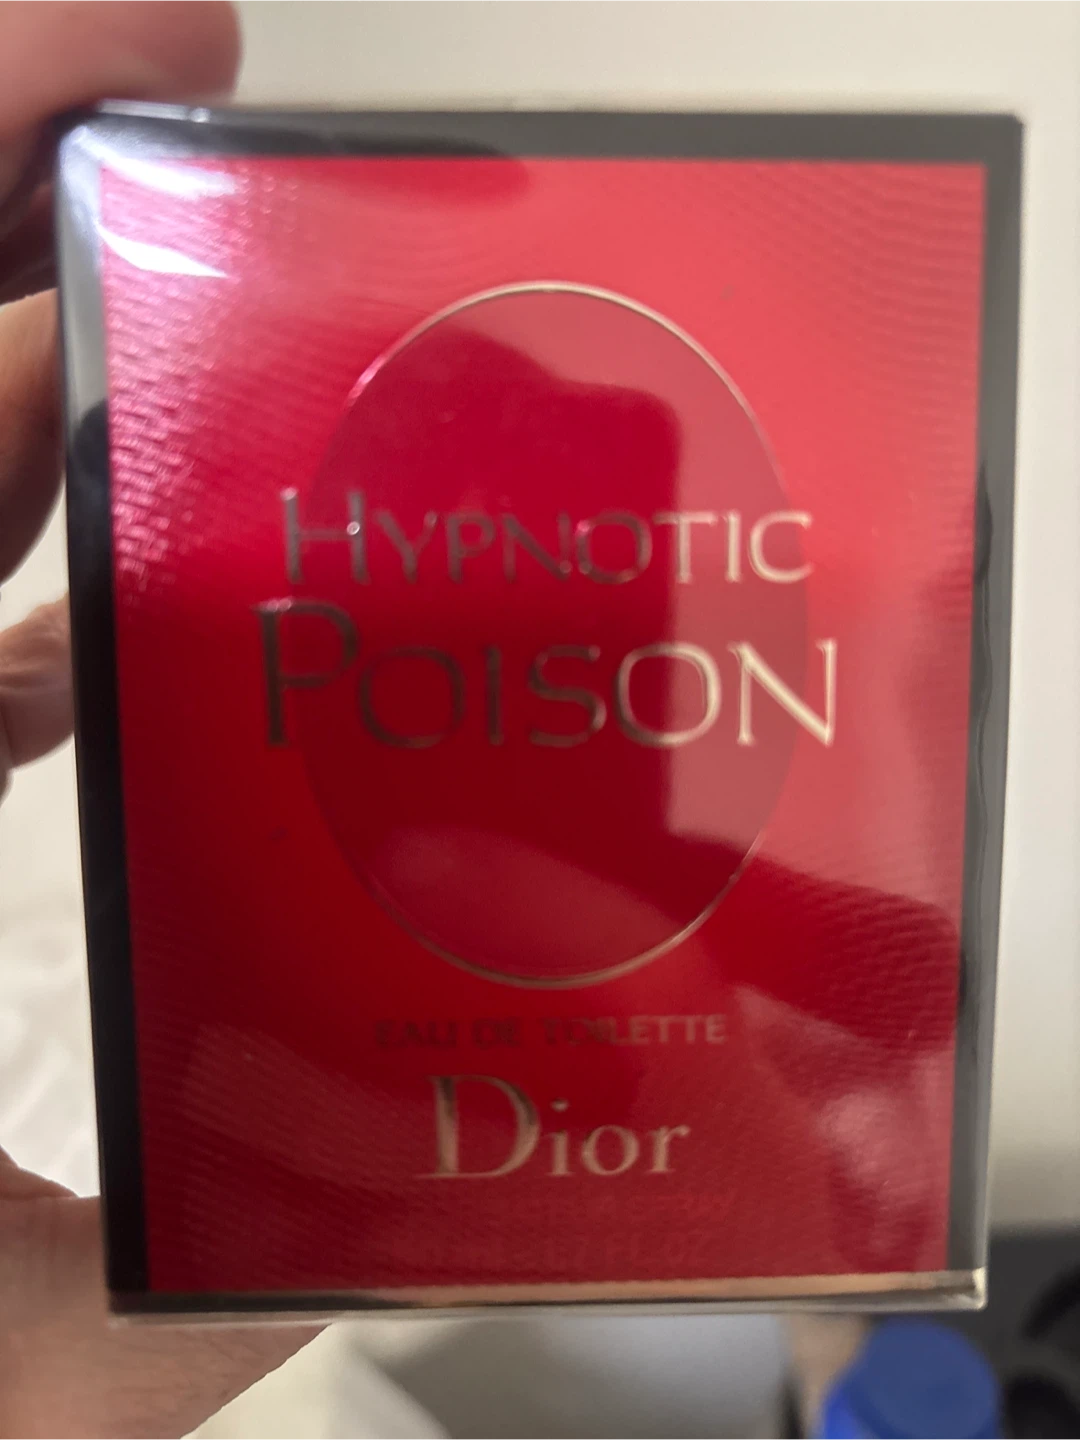 HYPNOTIC
POISON
EAU DE TOILETTE
Dior